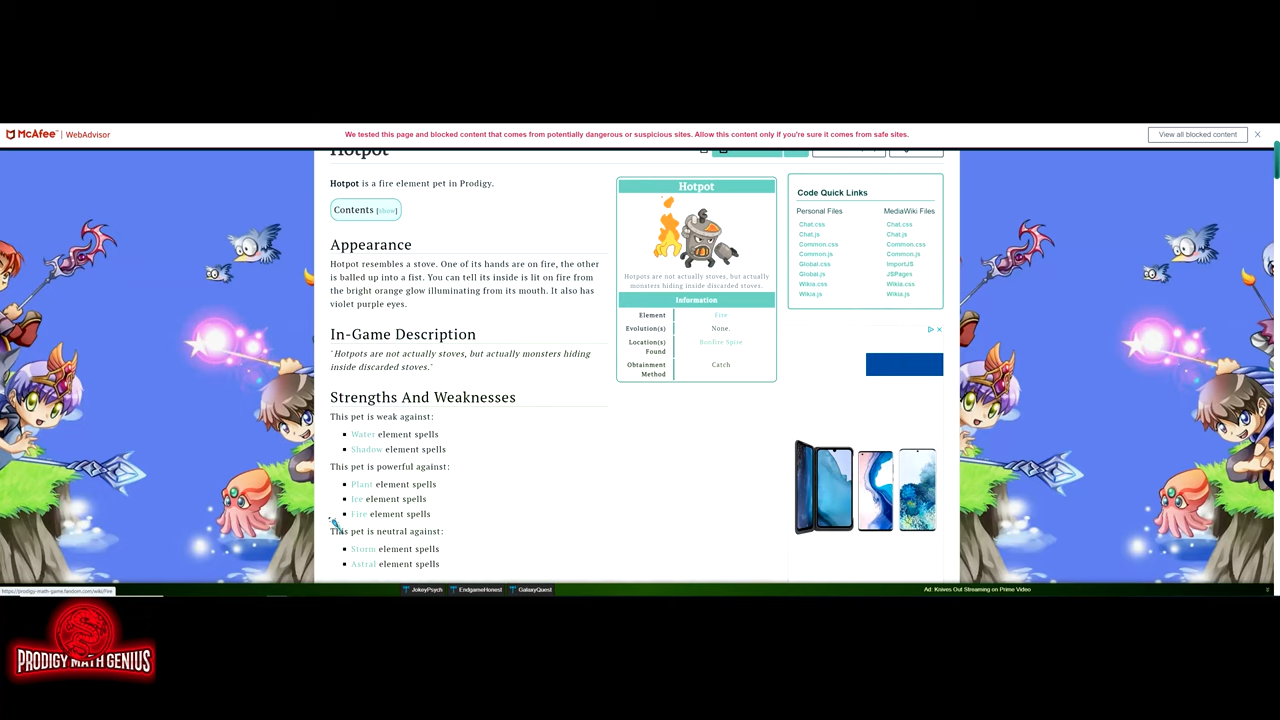 McAfee™ | WebAdvisor
We tested this page and blocked content that comes from potentially dangerous or suspicious sites. Allow this content only if you're sure it comes from safe sites.
View all blocked content
Hotpot
Hotpot is a fire element pet in Prodigy.
Contents [show]
Appearance
Hotpot resembles a stove. One of its hands are on fire, the other
is balled up into a fist. You can tell its inside is lit on fire from
the bright orange glow illuminating from its mouth. It also has
violet purple eyes.
In-Game Description
"Hotpots are not actually stoves, but actually monsters hiding
inside discarded stoves."
Strengths And Weaknesses
This pet is weak against:
Water element spells
Shadow element spells
This pet is powerful against:
Plant element spells
Ice element spells
Fire element spells
This pet is neutral against:
Storm element spells
Astral element spells
Hotpot
Hotpots are not actually stoves, but actually
monsters hiding inside discarded stoves.
Information
Element Fire
Evolution(s) None.
Location(s) Found Bonfire Spire
Obtainment Method Catch
Code Quick Links
Personal Files MediaWiki Files
Chat.css Chat.css
Chat.js Chat.js
Common.css Common.css
Common.js Common.js
Global.css ImportJS
Global.js JSPages
Wikia.css Wikia.css
Wikia.js Wikia.js
https://prodigy-math-game.fandom.com/wiki/Fire
JokeyPsych EndgameHonest GalaxyQuest
Ad: Knives Out Streaming on Prime Video
PRODIGY MATH GENIUS